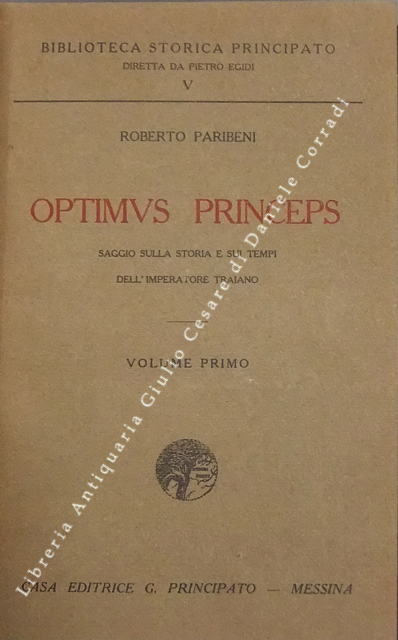 BIBLIOTECA STORICA PRINCIPATO
DIRETTA DA PIETRO EGIDI
V
ROBERTO PARIBENI
OPTIMVS PRINCEPS
SAGGIO SULLA STORIA E SUI TEMPI
DELL'IMPERATORE TRAIANO
VOLUME PRIMO
CASA EDITRICE G. PRINCIPATO — MESSINA
Libreria Antiquaria Giulio Cesare di Daniele Corradi